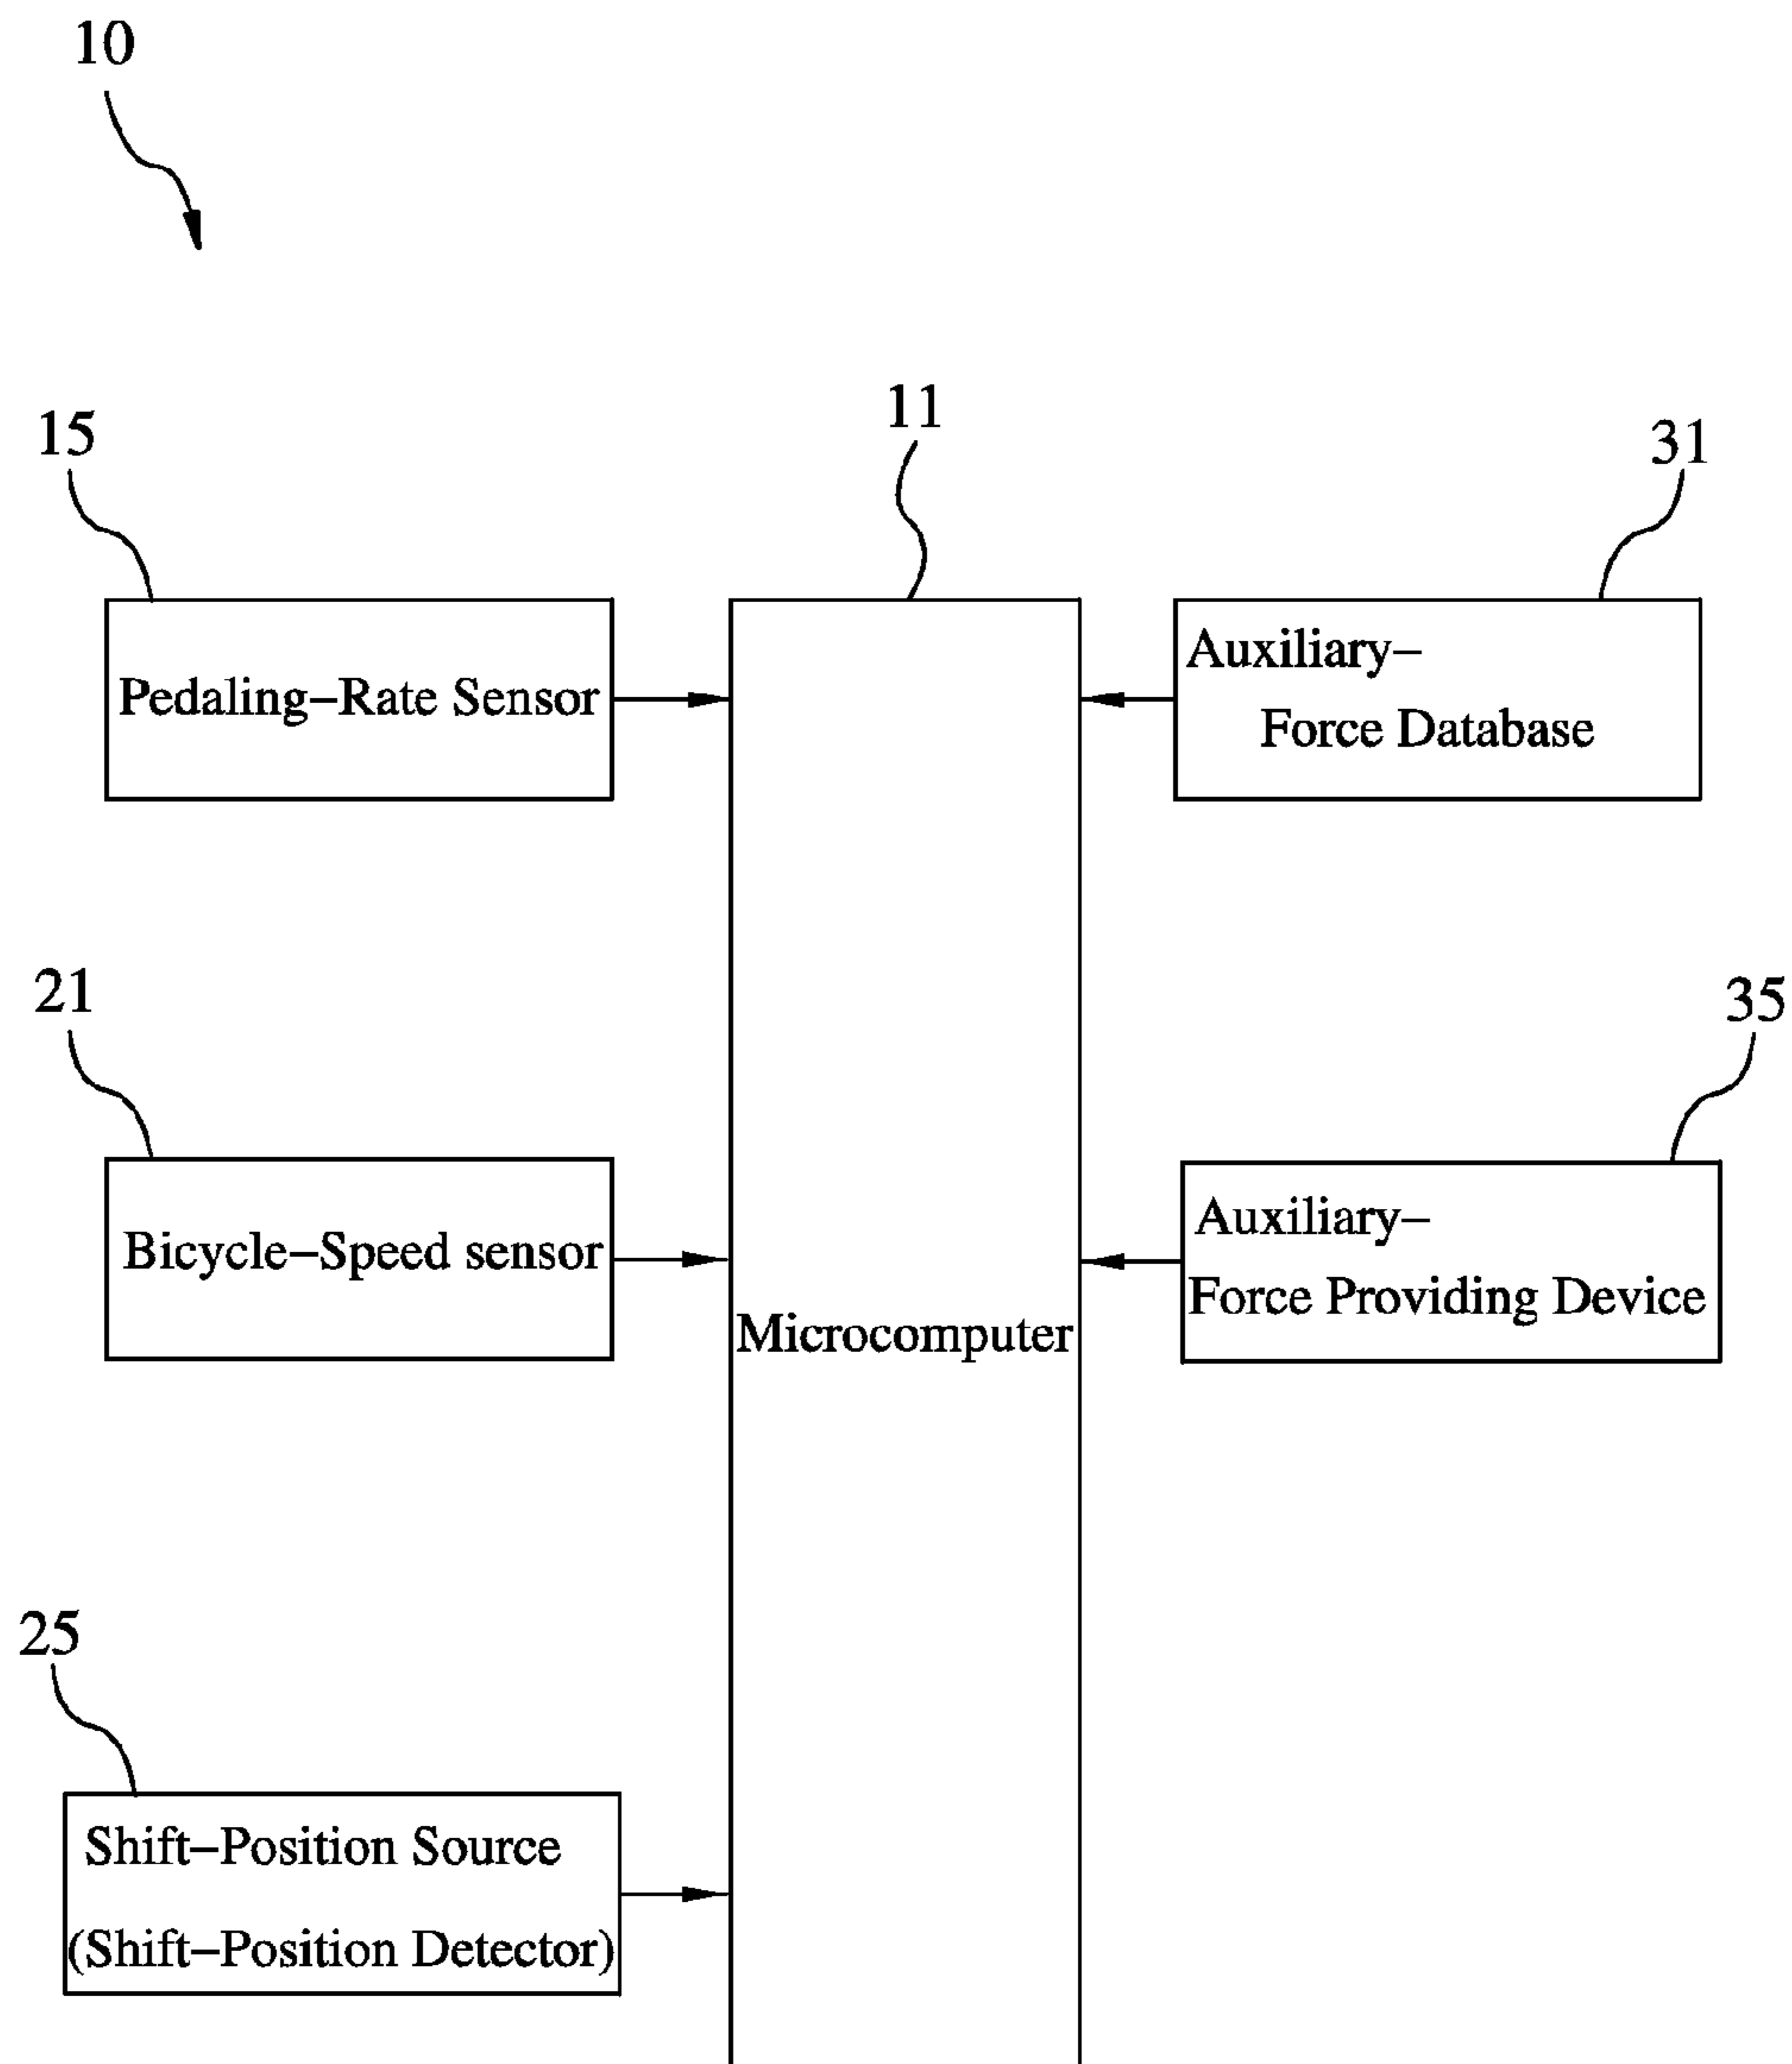 10
15
11
31
Pedaling–Rate Sensor
Auxiliary–
Force Database
21
35
Bicycle–Speed sensor
Microcomputer
Auxiliary–
Force Providing Device
25
Shift–Position Source
(Shift–Position Detector)